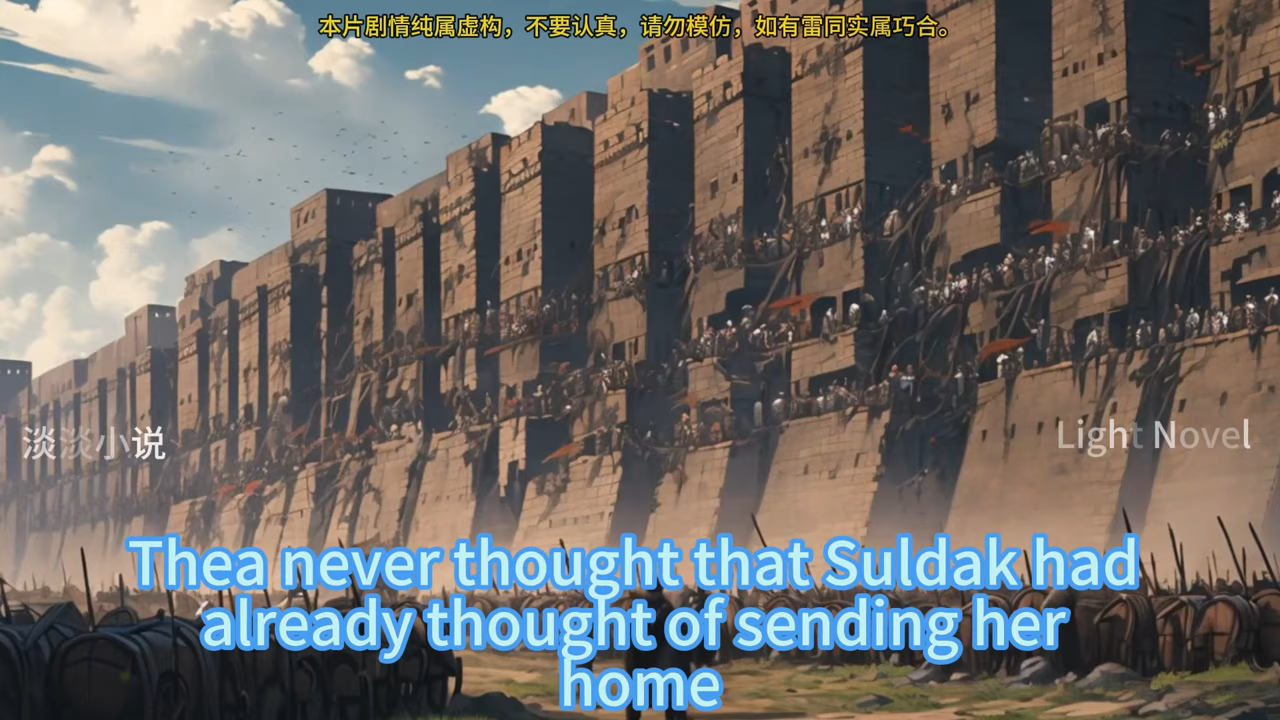 本片剧情纯属虚构，不要认真，请勿模仿，如有雷同实属巧合。
淡淡小说
Light Novel
Thea never thought that Suldak had
already thought of sending her
home